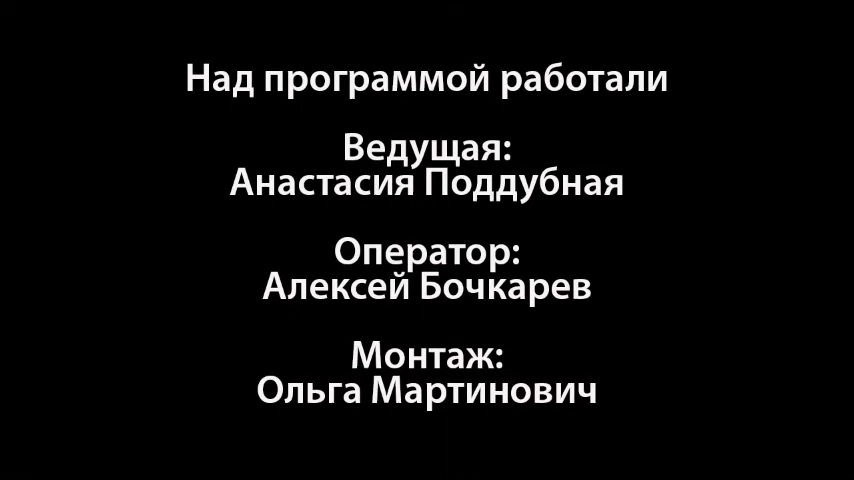 Над программой работали
Ведущая:
Анастасия Поддубная
Оператор:
Алексей Бочкарев
Монтаж:
Ольга Мартинович